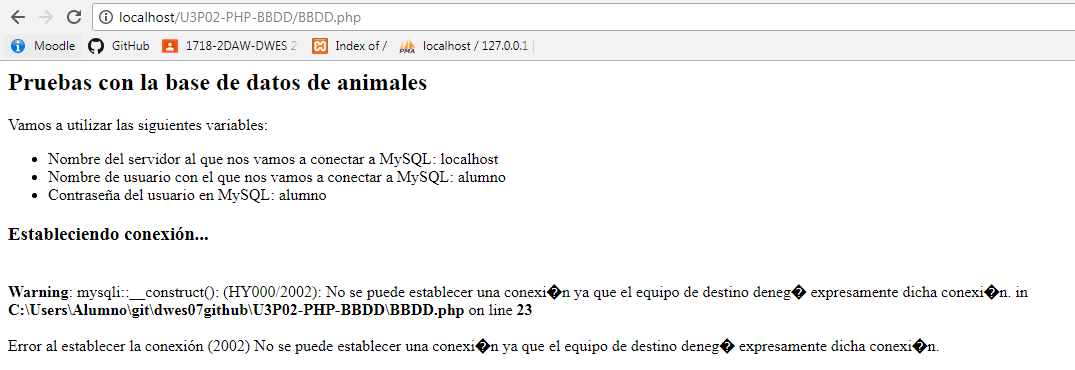 localhost/U3P02-PHP-BBDD/BBDD.php
Moodle GitHub 1718-2DAW-DWES 2 Index of / localhost / 127.0.0.1 |
Pruebas con la base de datos de animales
Vamos a utilizar las siguientes variables:
• Nombre del servidor al que nos vamos a conectar a MySQL: localhost
• Nombre de usuario con el que nos vamos a conectar a MySQL: alumno
• Contraseña del usuario en MySQL: alumno
Estableciendo conexión...
Warning: mysqli::__construct(): (HY000/2002): No se puede establecer una conexi�n ya que el equipo de destino deneg� expresamente dicha conexi�n. in
C:\Users\Alumno\git\dwes07github\U3P02-PHP-BBDD\BBDD.php on line 23
Error al establecer la conexión (2002) No se puede establecer una conexi�n ya que el equipo de destino deneg� expresamente dicha conexi�n.